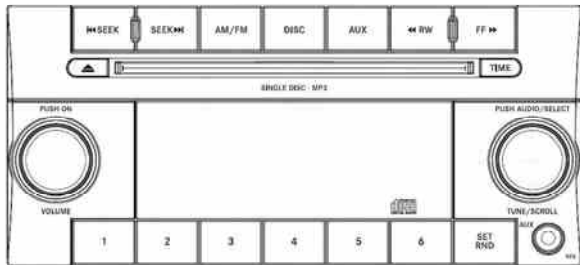 ⏮SEEK SEEK⏭ AM/FM DISC AUX ◀◀ RW FF ▶▶
TIME
SINGLE DISC - MP3
PUSH ON PUSH AUDIO/SELECT
VOLUME TUNE/SCROLL
1 2 3 4 5 6 SET RND AUX